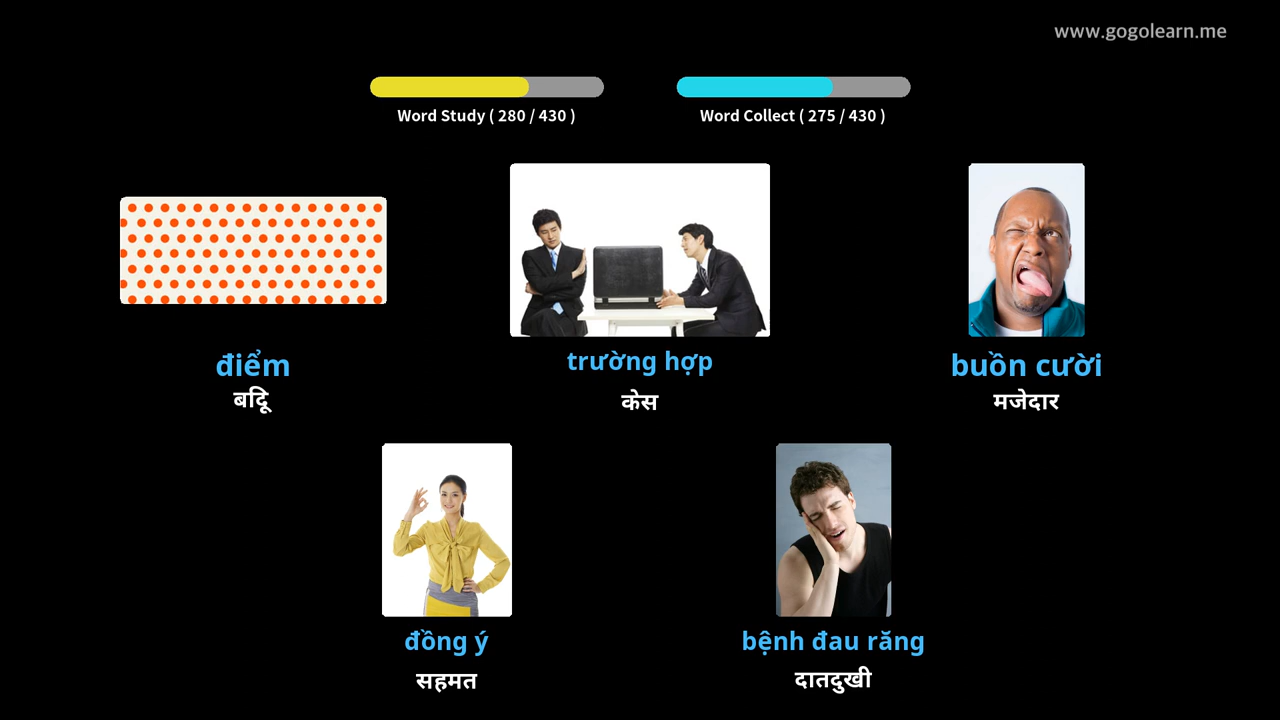 www.gogolearn.me
Word Study ( 280 / 430 )
Word Collect ( 275 / 430 )
điểm
बिंदू
trường hợp
केस
buồn cười
मजेदार
đồng ý
सहमत
bệnh đau răng
दातदुखी